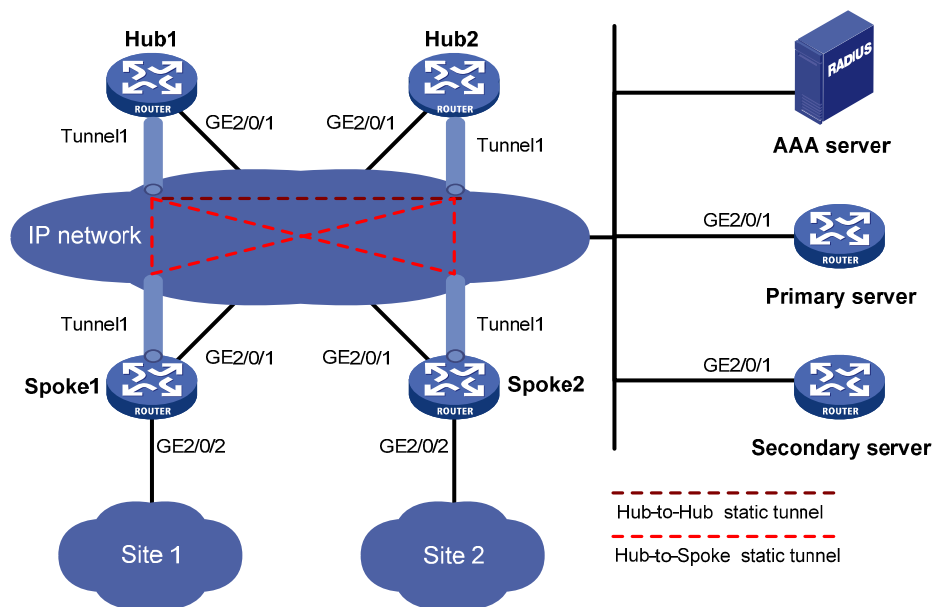 Hub1
Hub2
ROUTER
ROUTER
RADIUS
GE2/0/1
GE2/0/1
Tunnel1
Tunnel1
AAA server
IP network
GE2/0/1
ROUTER
Primary server
Tunnel1
Tunnel1
GE2/0/1
GE2/0/1
GE2/0/1
Spoke1
Spoke2
ROUTER
ROUTER
ROUTER
GE2/0/2
GE2/0/2
Secondary server
Hub-to-Hub static tunnel
Site 1
Site 2
Hub-to-Spoke static tunnel